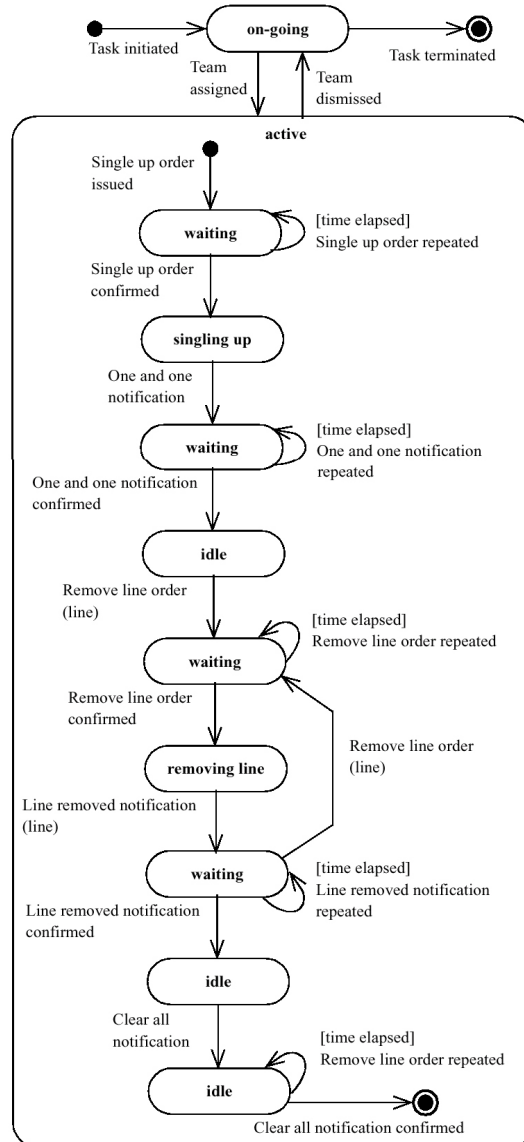 on-going
Task initiated
Task terminated
Team
assigned
Team
dismissed
active
Single up order
issued
waiting
[time elapsed]
Single up order repeated
Single up order
confirmed
singling up
One and one
notification
waiting
[time elapsed]
One and one notification
repeated
One and one notification
confirmed
idle
Remove line order
(line)
[time elapsed]
Remove line order repeated
waiting
Remove line order
confirmed
Remove line order
(line)
removing line
Line removed notification
(line)
waiting
[time elapsed]
Line removed notification
repeated
Line removed notification
confirmed
idle
Clear all
notification
[time elapsed]
Remove line order repeated
idle
Clear all notification confirmed